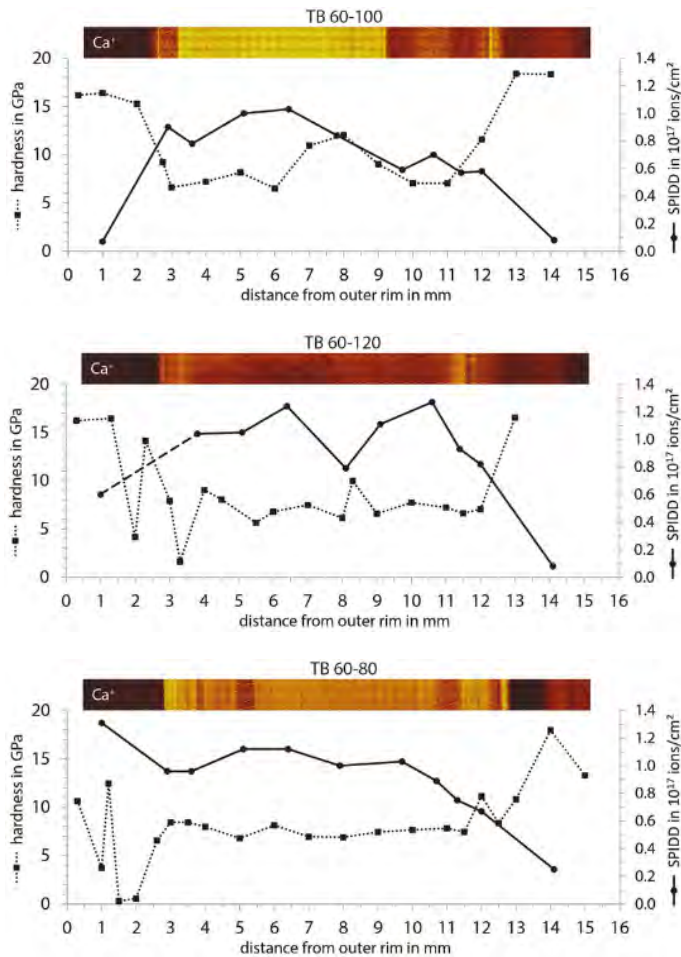 TB 60-100
Ca⁺
hardness in GPa
20
15
10
5
0
1.4
1.2
1.0
0.8
0.6
0.4
0.2
0.0
SPIDD in 10¹⁷ ions/cm²
0 1 2 3 4 5 6 7 8 9 10 11 12 13 14 15 16
distance from outer rim in mm
TB 60-120
Ca⁺
hardness in GPa
20
15
10
5
0
1.4
1.2
1.0
0.8
0.6
0.4
0.2
0.0
SPIDD in 10¹⁷ ions/cm²
0 1 2 3 4 5 6 7 8 9 10 11 12 13 14 15 16
distance from outer rim in mm
TB 60-80
Ca⁺
hardness in GPa
20
15
10
5
0
1.4
1.2
1.0
0.8
0.6
0.4
0.2
0.0
SPIDD in 10¹⁷ ions/cm²
0 1 2 3 4 5 6 7 8 9 10 11 12 13 14 15 16
distance from outer rim in mm